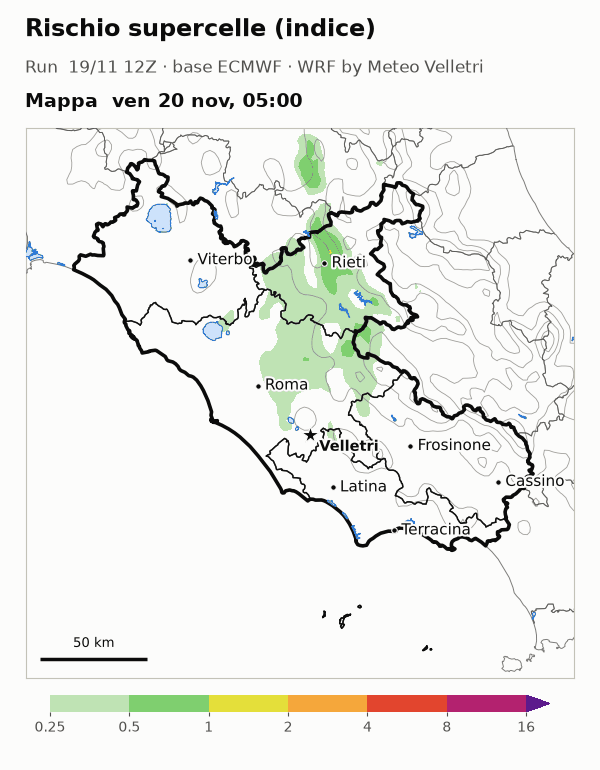 Rischio supercelle (indice)
Run  19/11 12Z · base ECMWF · WRF by Meteo Velletri
Mappa  ven 20 nov, 05:00
Viterbo
Rieti
Roma
Velletri
Frosinone
Latina
Cassino
Terracina
50 km
0.25 0.5 1 2 4 8 16